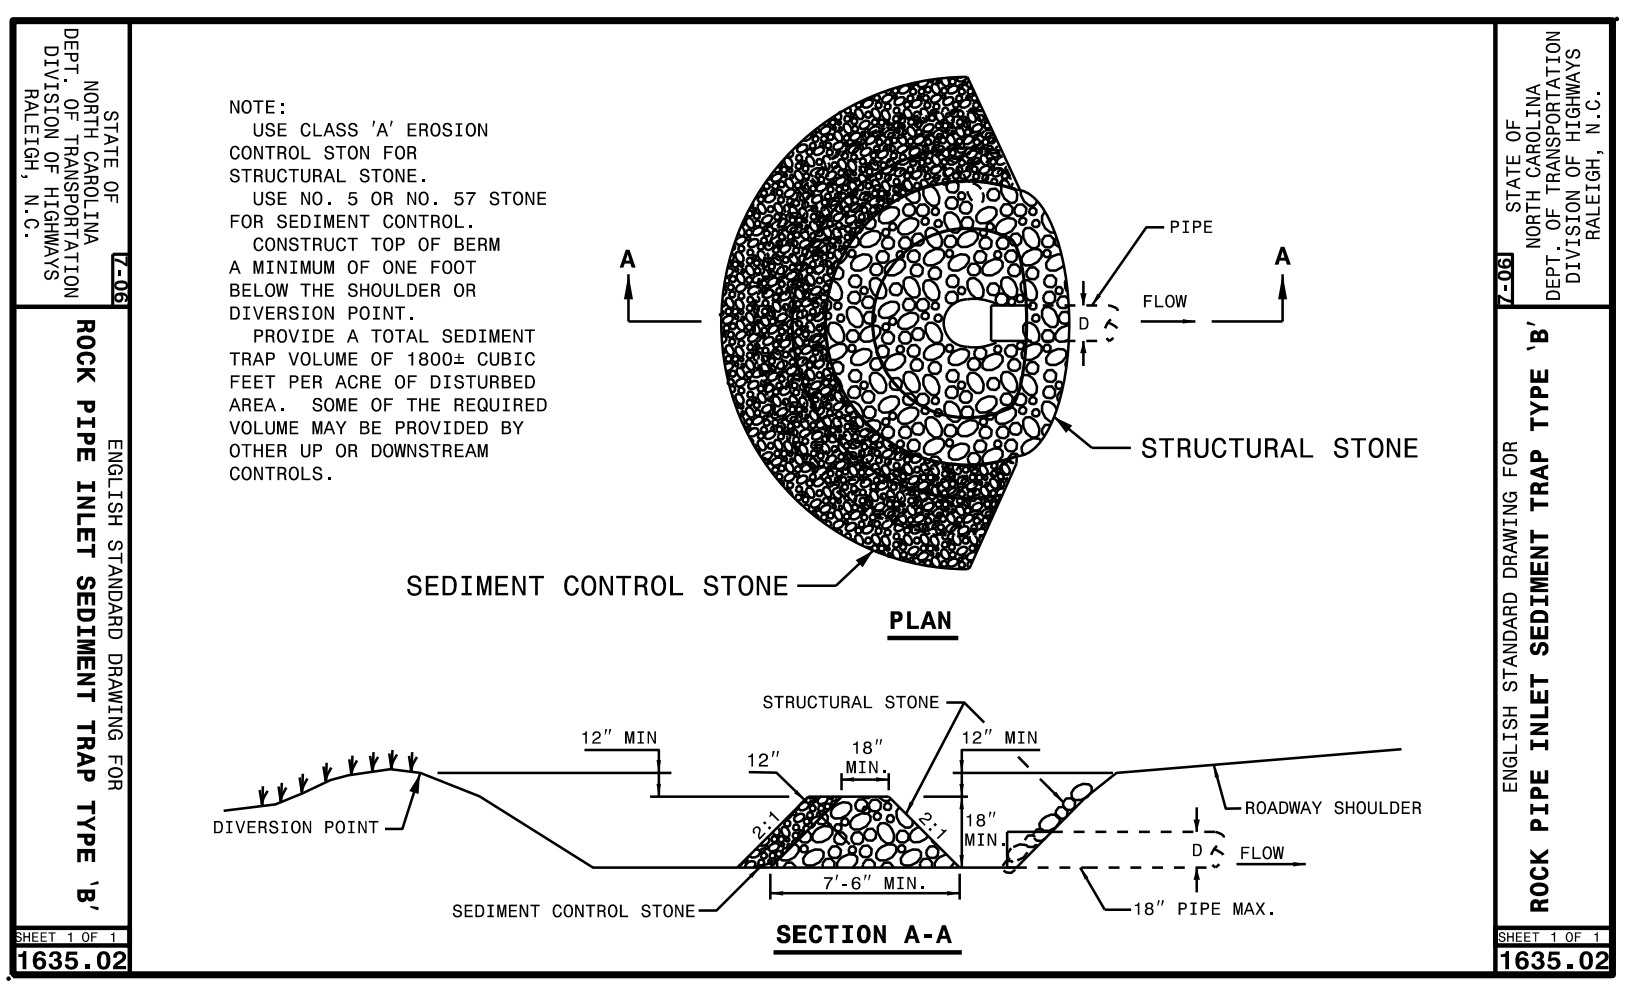 STATE OF
NORTH CAROLINA
DEPT. OF TRANSPORTATION
DIVISION OF HIGHWAYS
RALEIGH, N.C.
7-06
ENGLISH STANDARD DRAWING FOR
ROCK PIPE INLET SEDIMENT TRAP TYPE 'B'
SHEET 1 OF 1
1635.02
NOTE:
USE CLASS 'A' EROSION
CONTROL STON FOR
STRUCTURAL STONE.
USE NO. 5 OR NO. 57 STONE
FOR SEDIMENT CONTROL.
CONSTRUCT TOP OF BERM
A MINIMUM OF ONE FOOT
BELOW THE SHOULDER OR
DIVERSION POINT.
PROVIDE A TOTAL SEDIMENT
TRAP VOLUME OF 1800± CUBIC
FEET PER ACRE OF DISTURBED
AREA. SOME OF THE REQUIRED
VOLUME MAY BE PROVIDED BY
OTHER UP OR DOWNSTREAM
CONTROLS.
A
PIPE
A
FLOW
D
STRUCTURAL STONE
SEDIMENT CONTROL STONE
PLAN
STRUCTURAL STONE
12" MIN
12"
18"
MIN.
12" MIN
2:1
2:1
18"
MIN.
DIVERSION POINT
ROADWAY SHOULDER
D
FLOW
7'-6" MIN.
SEDIMENT CONTROL STONE
18" PIPE MAX.
SECTION A-A
STATE OF
NORTH CAROLINA
DEPT. OF TRANSPORTATION
DIVISION OF HIGHWAYS
RALEIGH, N.C.
7-06
ENGLISH STANDARD DRAWING FOR
ROCK PIPE INLET SEDIMENT TRAP TYPE 'B'
SHEET 1 OF 1
1635.02